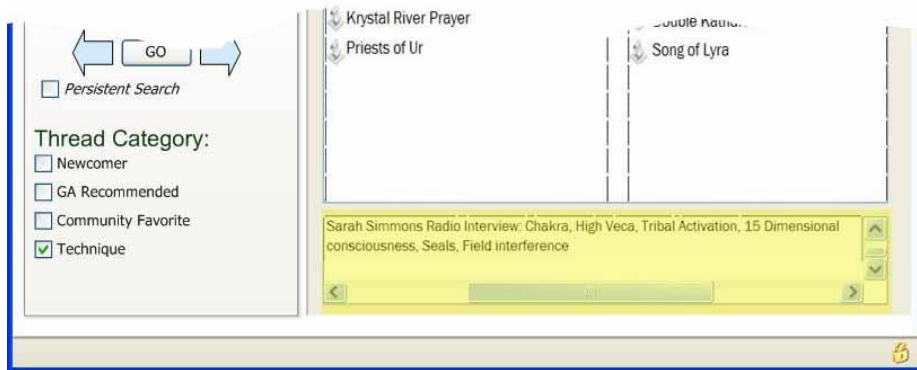 Krystal River Prayer
Double
GO
Priests of Ur
Song of Lyra
Persistent Search
Thread Category:
Newcomer
GA Recommended
Community Favorite
Technique
Sarah Simmons Radio Interview: Chakra, High Veca, Tribal Activation, 15 Dimensional
consciousness, Seals, Field interference